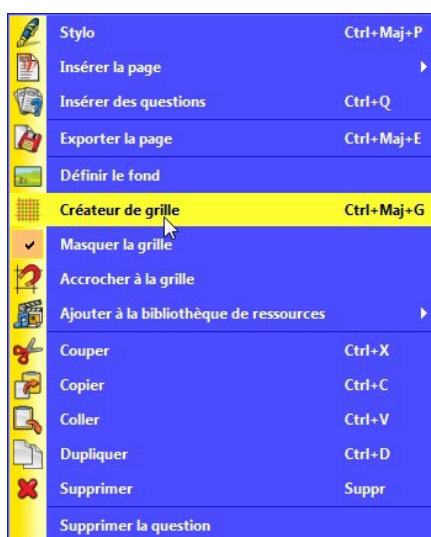 Stylo Ctrl+Maj+P
Insérer la page
Insérer des questions Ctrl+Q
Exporter la page Ctrl+Maj+E
Définir le fond
Créateur de grille Ctrl+Maj+G
Masquer la grille
Accrocher à la grille
Ajouter à la bibliothèque de ressources
Couper Ctrl+X
Copier Ctrl+C
Coller Ctrl+V
Dupliquer Ctrl+D
Supprimer Suppr
Supprimer la question